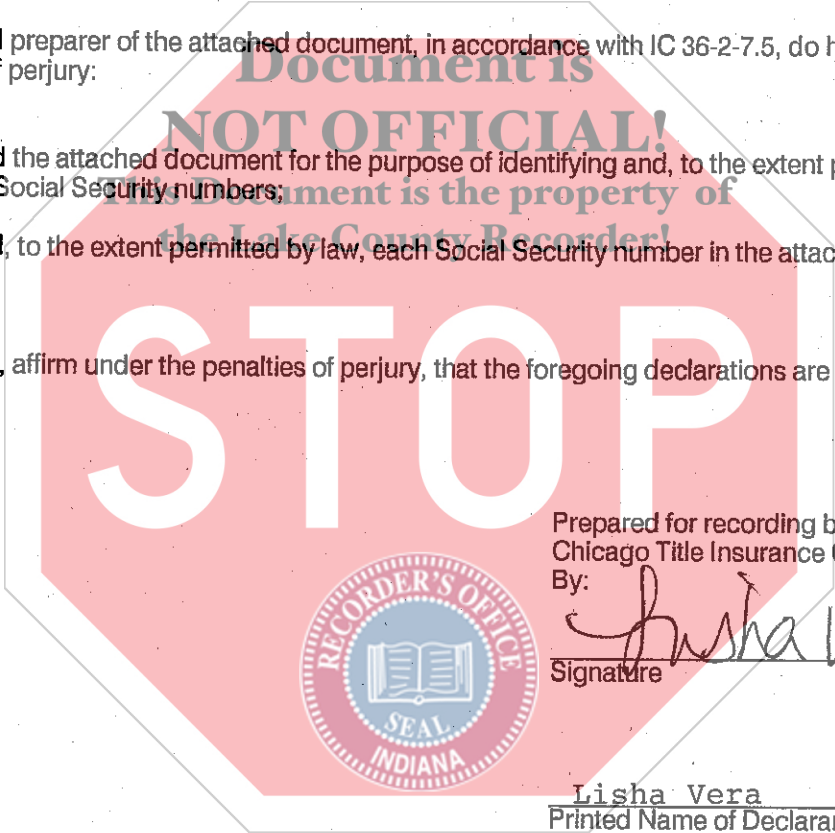 preparer of the attached document, in accordance with IC 36-2-7.5, do
perjury:
Document is
NOT OFFICIAL!
the attached document for the purpose of identifying and, to the extent
Social Security numbers;
This Document is the property of
the Lake County Recorder!
, to the extent permitted by law, each Social Security number in the attac
STOP
, affirm under the penalties of perjury, that the foregoing declarations are
Prepared for recording b
Chicago Title Insurance
By:
Lisha
Signature
RECORDER'S OFFICE
SEAL
INDIANA
Lisha Vera
Printed Name of Declara